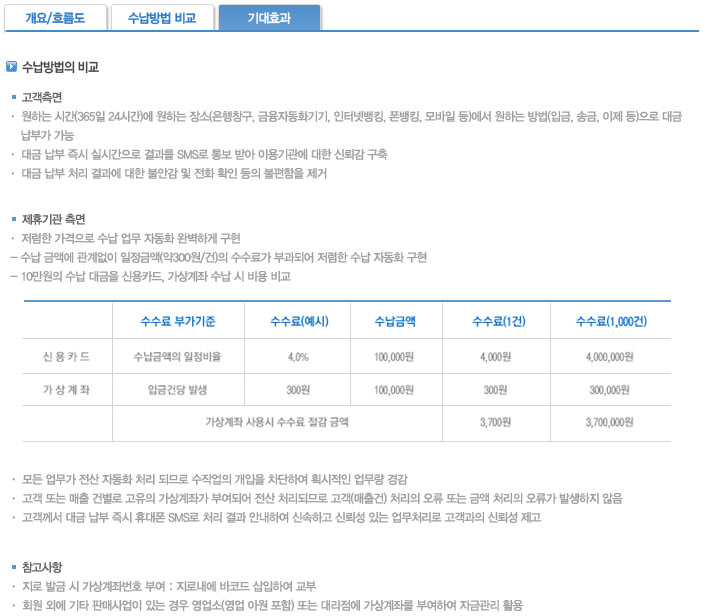 개요/흐름도 수납방법 비교 기대효과
수납방법의 비교
고객측면
· 원하는 시간(365일 24시간)에 원하는 장소(은행창구, 금융자동화기기, 인터넷뱅킹, 폰뱅킹, 모바일 등)에서 원하는 방법(입금, 송금, 이제 등)으로 대금
납부가 가능
· 대금 납부 즉시 실시간으로 결과를 SMS로 통보 받아 이용기관에 대한 신뢰감 구축
· 대금 납부 처리 결과에 대한 불안감 및 전화 확인 등의 불편함을 제거
제휴기관 측면
· 저렴한 가격으로 수납 업무 자동화 완벽하게 구현
– 수납 금액에 관계없이 일정금액(약300원/건)의 수수료가 부과되어 저렴한 수납 자동화 구현
– 10만원의 수납 대금을 신용카드, 가상계좌 수납 시 비용 비교
수수료 부가기준 수수료(예시) 수납금액 수수료(1건) 수수료(1,000건)
신 용 카 드 수납금액의 일정비율 4.0% 100,000원 4,000원 4,000,000원
가 상 계 좌 입금건당 발생 300원 100,000원 300원 300,000원
가상계좌 사용시 수수료 절감 금액 3,700원 3,700,000원
· 모든 업무가 전산 자동화 처리 되므로 수작업의 개입을 차단하여 획시적인 업무량 경감
· 고객 또는 매출 건별로 고유의 가상계좌가 부여되어 전산 처리되므로 고객(매출건) 처리의 오류 또는 금액 처리의 오류가 발생하지 않음
· 고객께서 대금 납부 즉시 휴대폰 SMS로 처리 결과 안내하여 신속하고 신뢰성 있는 업무처리로 고객과의 신뢰성 제고
참고사항
· 지로 발급 시 가상계좌번호 부여 : 지로내에 바코드 삽입하여 교부
· 회원 외에 기타 판매사업이 있는 경우 영업소(영업 아원 포함) 또는 대리점에 가상계좌를 부여하여 자금관리 활용